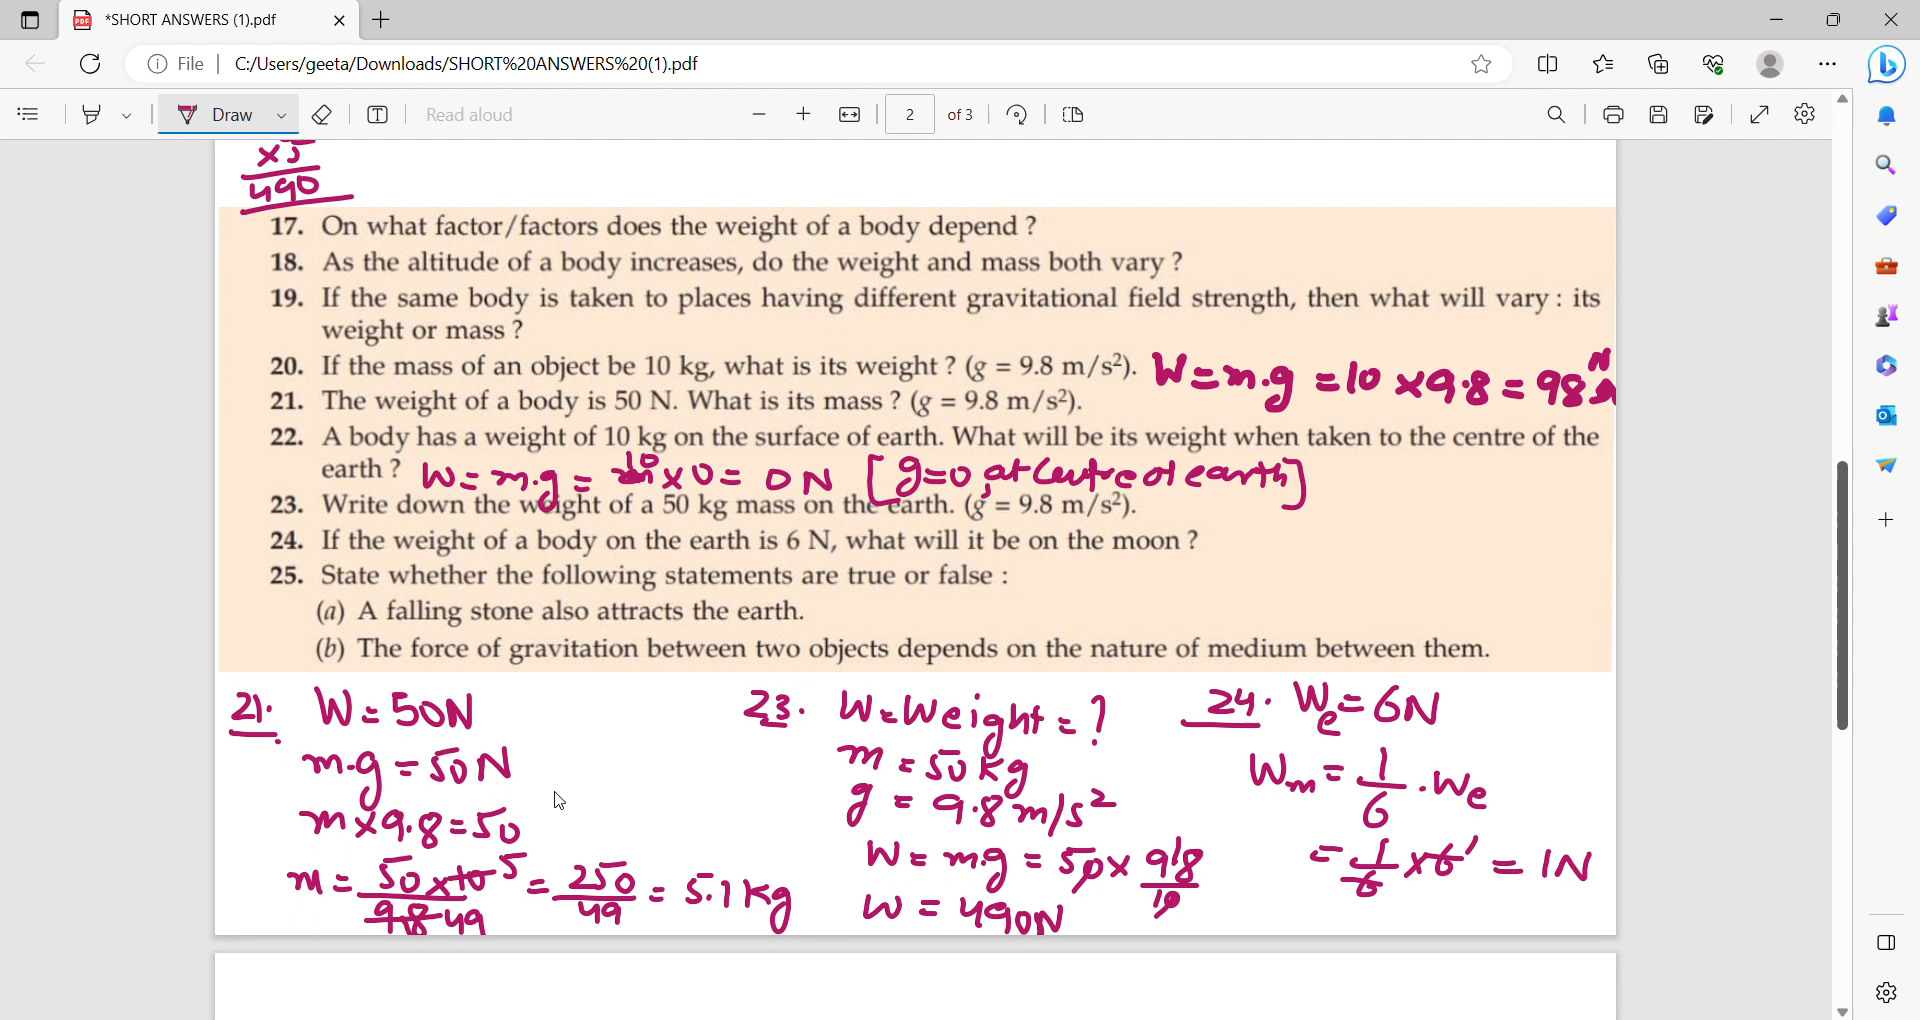 *SHORT ANSWERS (1).pdf
File C:/Users/geeta/Downloads/SHORT%20ANSWERS%20(1).pdf
Draw Read aloud 2 of 3
x5
490
17. On what factor/factors does the weight of a body depend ?
18. As the altitude of a body increases, do the weight and mass both vary ?
19. If the same body is taken to places having different gravitational field strength, then what will vary : its
weight or mass ?
20. If the mass of an object be 10 kg, what is its weight ? (g = 9.8 m/s²). W = m.g = 10 x 9.8 = 98 N
21. The weight of a body is 50 N. What is its mass ? (g = 9.8 m/s²).
22. A body has a weight of 10 kg on the surface of earth. What will be its weight when taken to the centre of the
earth ? W = m.g = 10 x 0 = 0 N [g=0, at Centre of earth]
23. Write down the weight of a 50 kg mass on the earth. (g = 9.8 m/s²).
24. If the weight of a body on the earth is 6 N, what will it be on the moon ?
25. State whether the following statements are true or false :
(a) A falling stone also attracts the earth.
(b) The force of gravitation between two objects depends on the nature of medium between them.
21. W = 50N
m.g = 50N
m x 9.8 = 50
m = 50 x 10 5 / 98 49 = 250/49 = 5.1 kg
23. W = Weight = ?
m = 50 kg
g = 9.8 m/s²
W = m.g = 50 x 98/10
W = 490N
24. We = 6N
Wm = 1/6 . We
= 1/6 x 6 1 = 1N